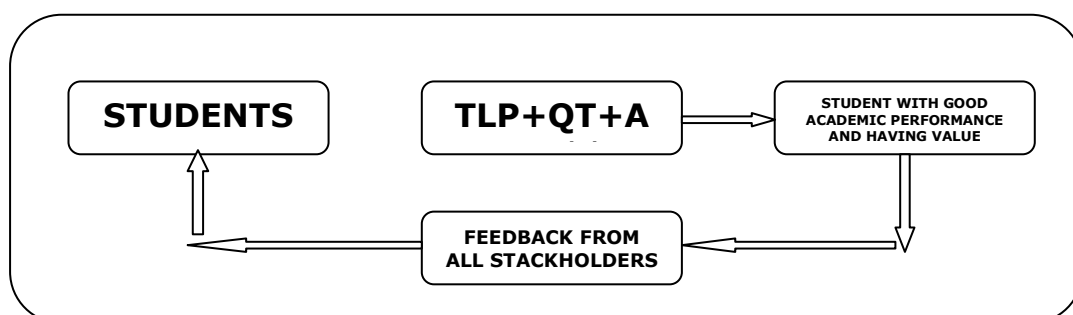 STUDENTS
TLP+QT+A
STUDENT WITH GOOD
ACADEMIC PERFORMANCE
AND HAVING VALUE
FEEDBACK FROM
ALL STACKHOLDERS